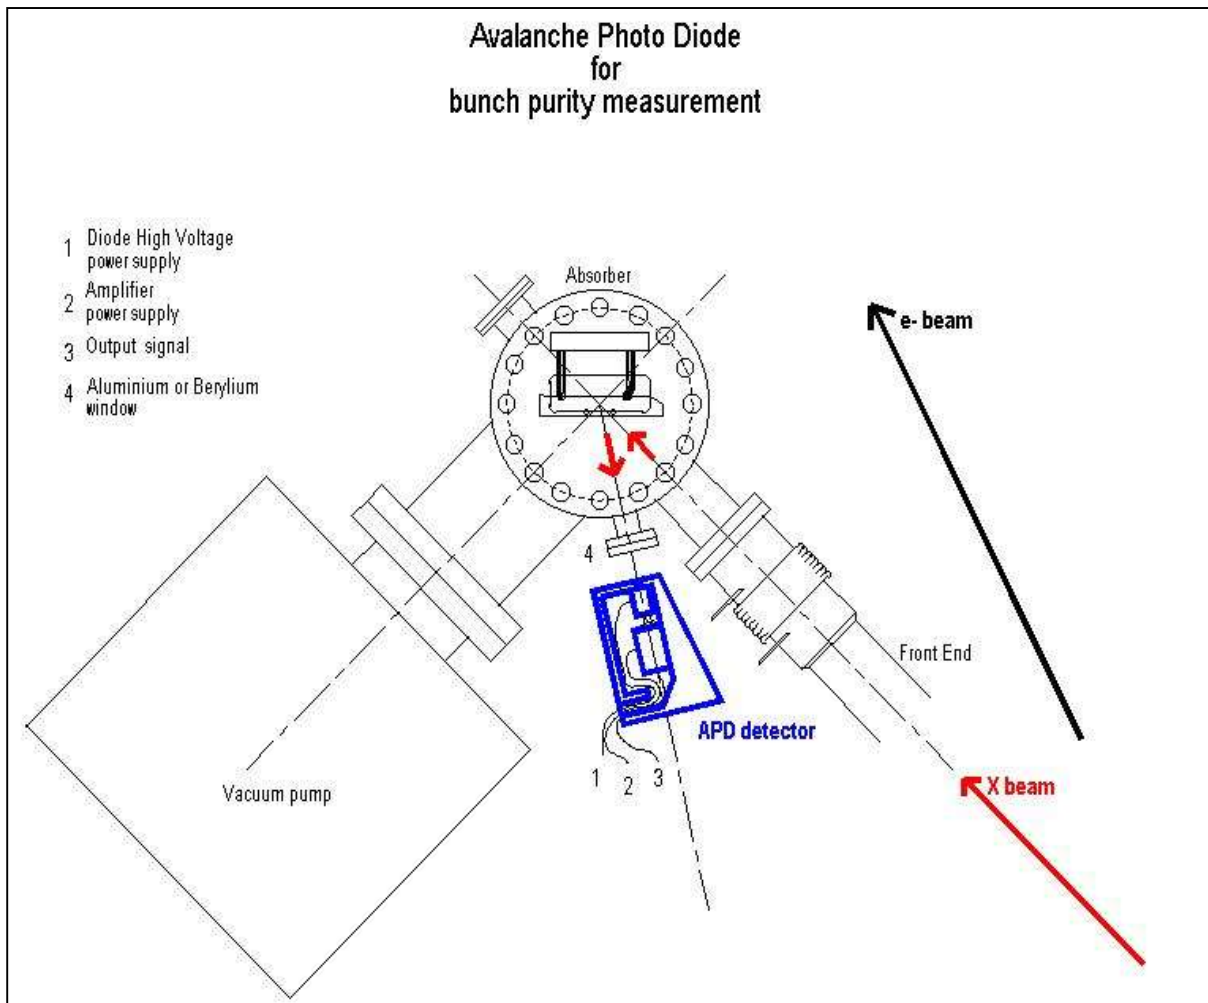 Avalanche Photo Diode
for
bunch purity measurement
1 Diode High Voltage
power supply
2 Amplifier
power supply
3 Output signal
4 Aluminium or Berylium
window
Absorber
e- beam
4
Front End
APD detector
1 2 3
X beam
Vacuum pump